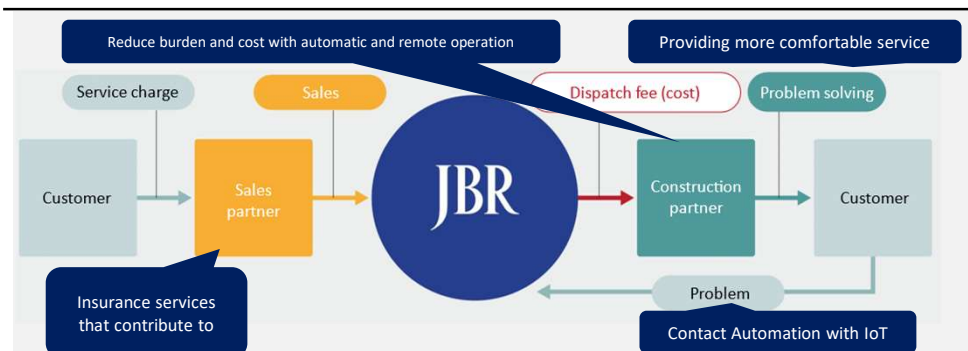 Reduce burden and cost with automatic and remote operation
Providing more comfortable service
Service charge
Sales
Dispatch fee (cost)
Problem solving
Customer
Sales
partner
JBR
Construction
partner
Customer
Insurance services
that contribute to
Problem
Contact Automation with IoT